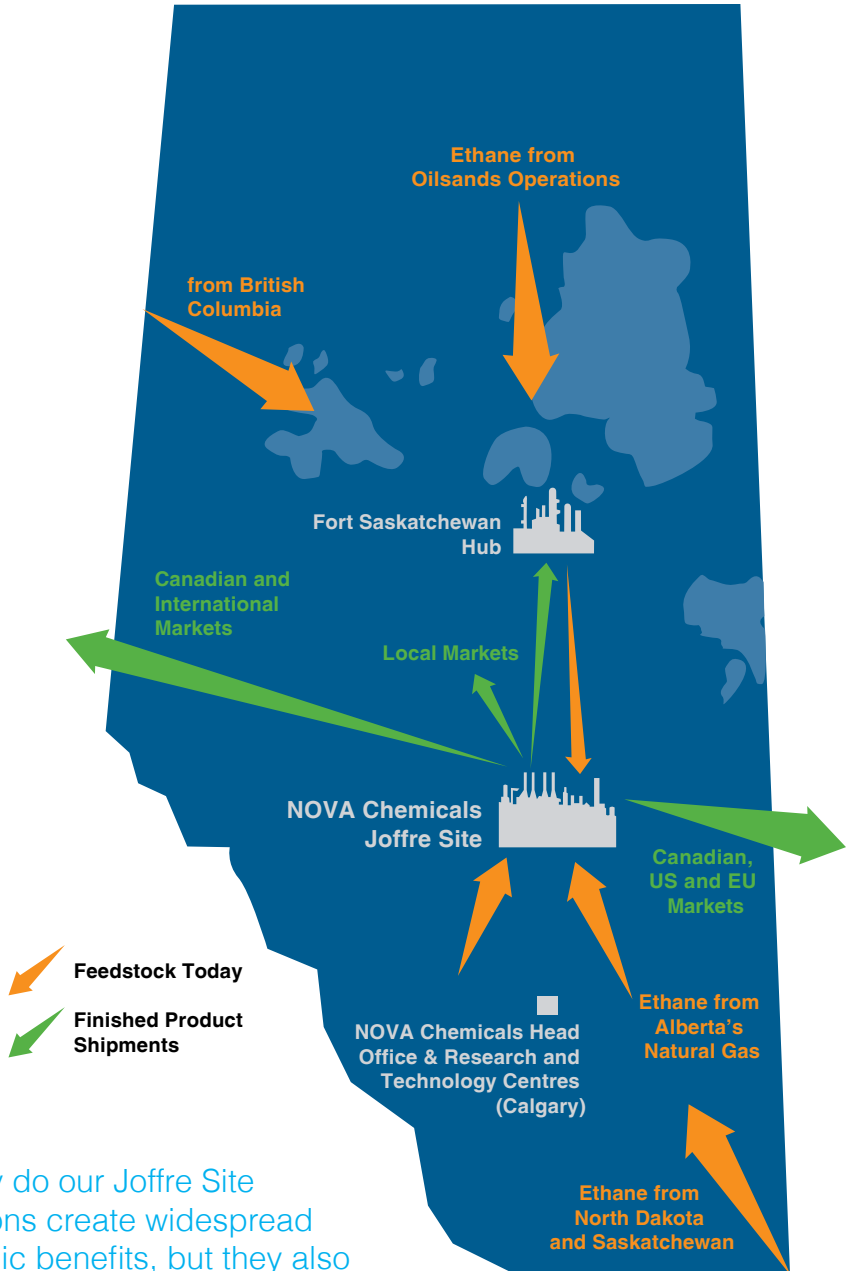 Ethane from
Oilsands Operations
from British
Columbia
Fort Saskatchewan
Hub
Canadian and
International
Markets
Local Markets
NOVA Chemicals
Joffre Site
Canadian,
US and EU
Markets
Feedstock Today
Finished Product
Shipments
NOVA Chemicals Head
Office & Research and
Technology Centres
(Calgary)
Ethane from
Alberta’s
Natural Gas
Ethane from
North Dakota
and Saskatchewan
do our Joffre Site
create widespread
benefits, but they also